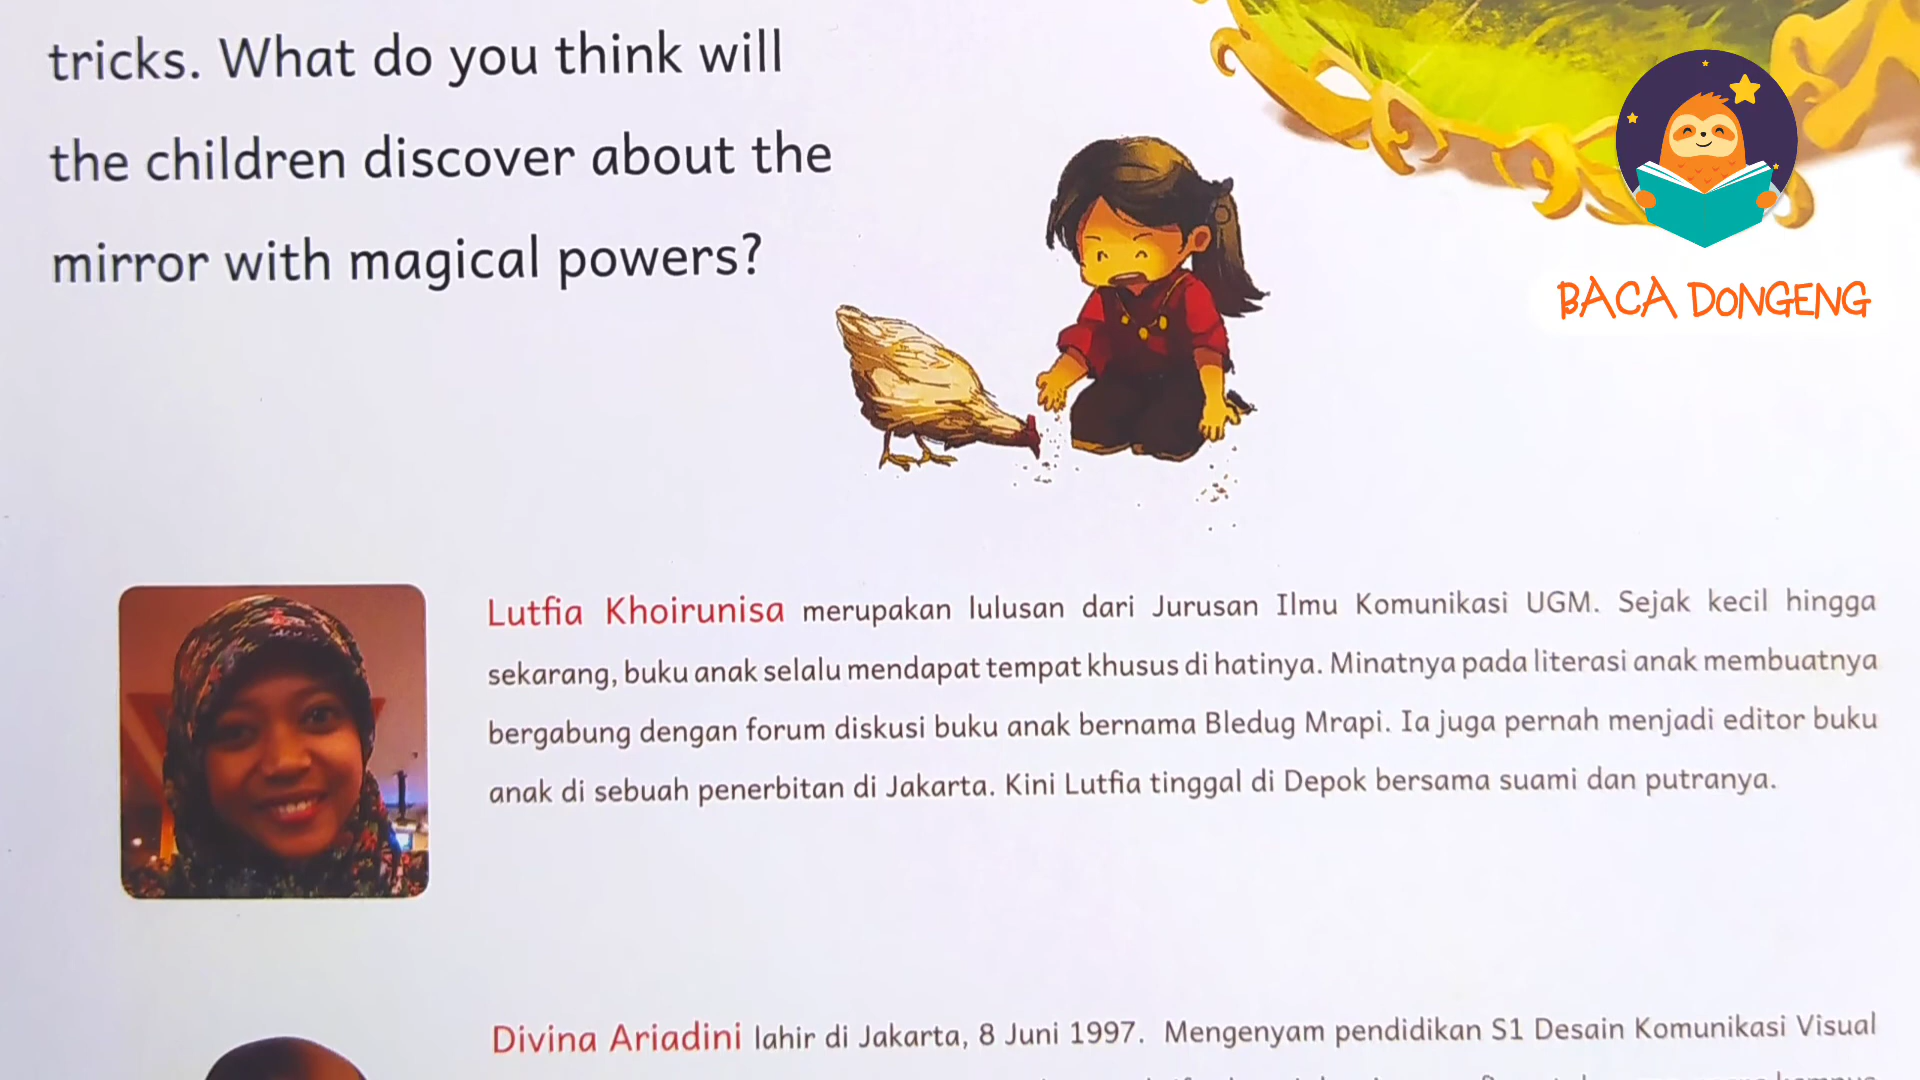 tricks. What do you think will
the children discover about the
mirror with magical powers?
BACA DONGENG
Lutfia Khoirunisa merupakan lulusan dari Jurusan Ilmu Komunikasi UGM. Sejak kecil hingga
sekarang, buku anak selalu mendapat tempat khusus di hatinya. Minatnya pada literasi anak membuatnya
bergabung dengan forum diskusi buku anak bernama Bledug Mrapi. Ia juga pernah menjadi editor buku
anak di sebuah penerbitan di Jakarta. Kini Lutfia tinggal di Depok bersama suami dan putranya.
Divina Ariadini lahir di Jakarta, 8 Juni 1997. Mengenyam pendidikan S1 Desain Komunikasi Visual